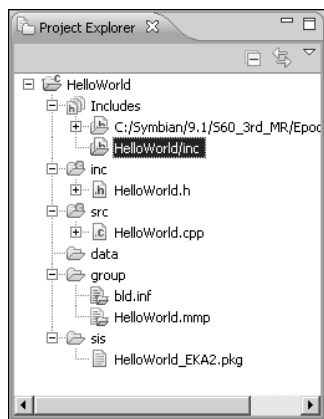 Project Explorer
HelloWorld
Includes
C:/Symbian/9.1/S60_3rd_MR/Epoc
HelloWorld/inc
inc
HelloWorld.h
src
HelloWorld.cpp
data
group
bld.inf
HelloWorld.mmp
sis
HelloWorld_EKA2.pkg